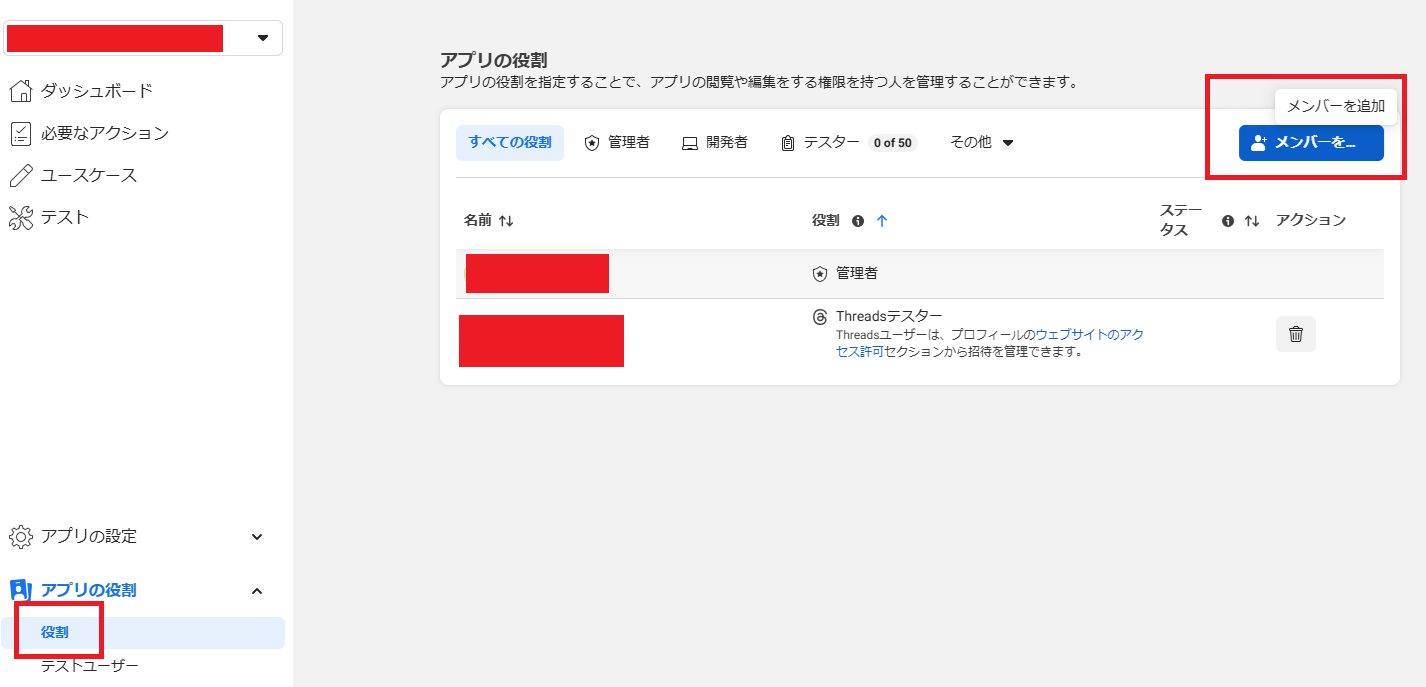 ダッシュボード
必要なアクション
ユースケース
テスト
アプリの設定
アプリの役割
役割
テストユーザー
アプリの役割
アプリの役割を指定することで、アプリの閲覧や編集をする権限を持つ人を管理することができます。
メンバーを追加
すべての役割 管理者 開発者 テスター 0 of 50 その他 メンバーを...
名前 役割 ステー
タス アクション
管理者
Threadsテスター
Threadsユーザーは、プロフィールのウェブサイトのアク
セス許可セクションから招待を管理できます。